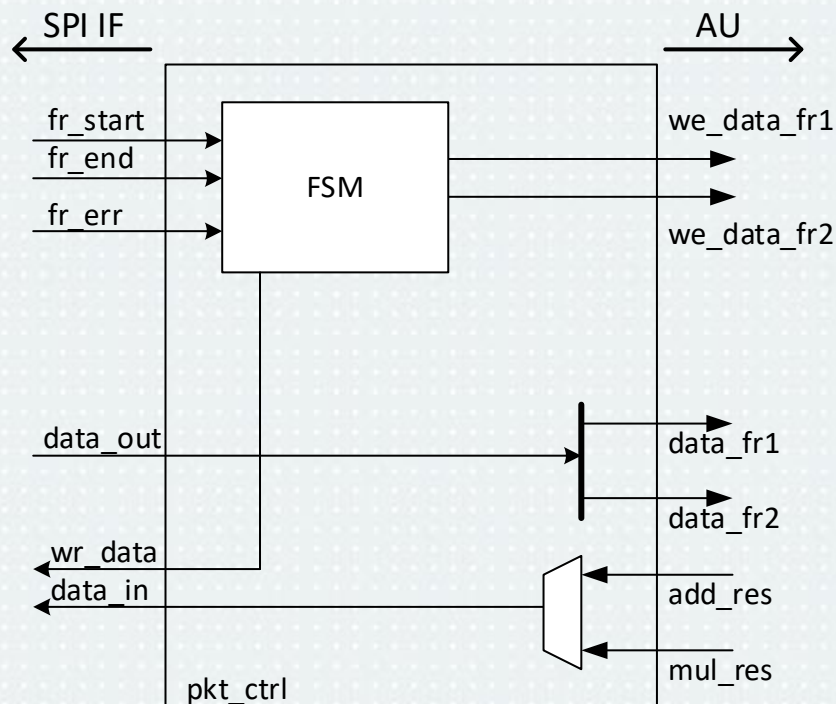 SPI IF
AU
fr_start
we_data_fr1
fr_end
FSM
fr_err
we_data_fr2
data_out
data_fr1
data_fr2
wr_data
data_in
add_res
mul_res
pkt_ctrl